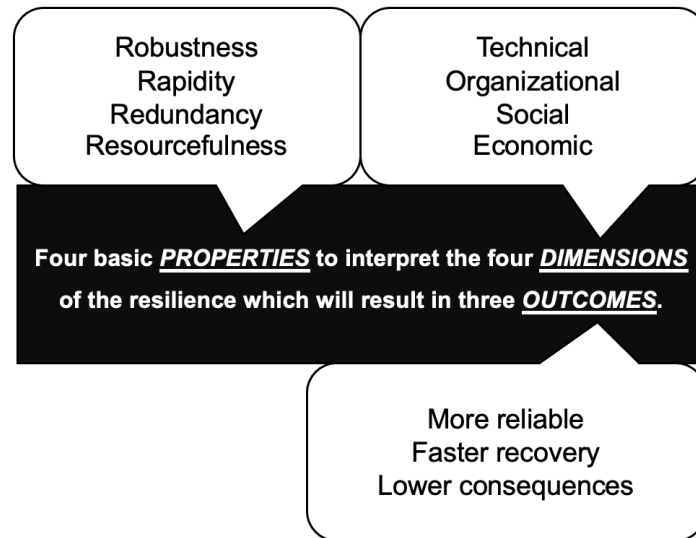 Robustness
Rapidity
Redundancy
Resourcefulness
Technical
Organizational
Social
Economic
Four basic PROPERTIES to interpret the four DIMENSIONS
of the resilience which will result in three OUTCOMES.
More reliable
Faster recovery
Lower consequences